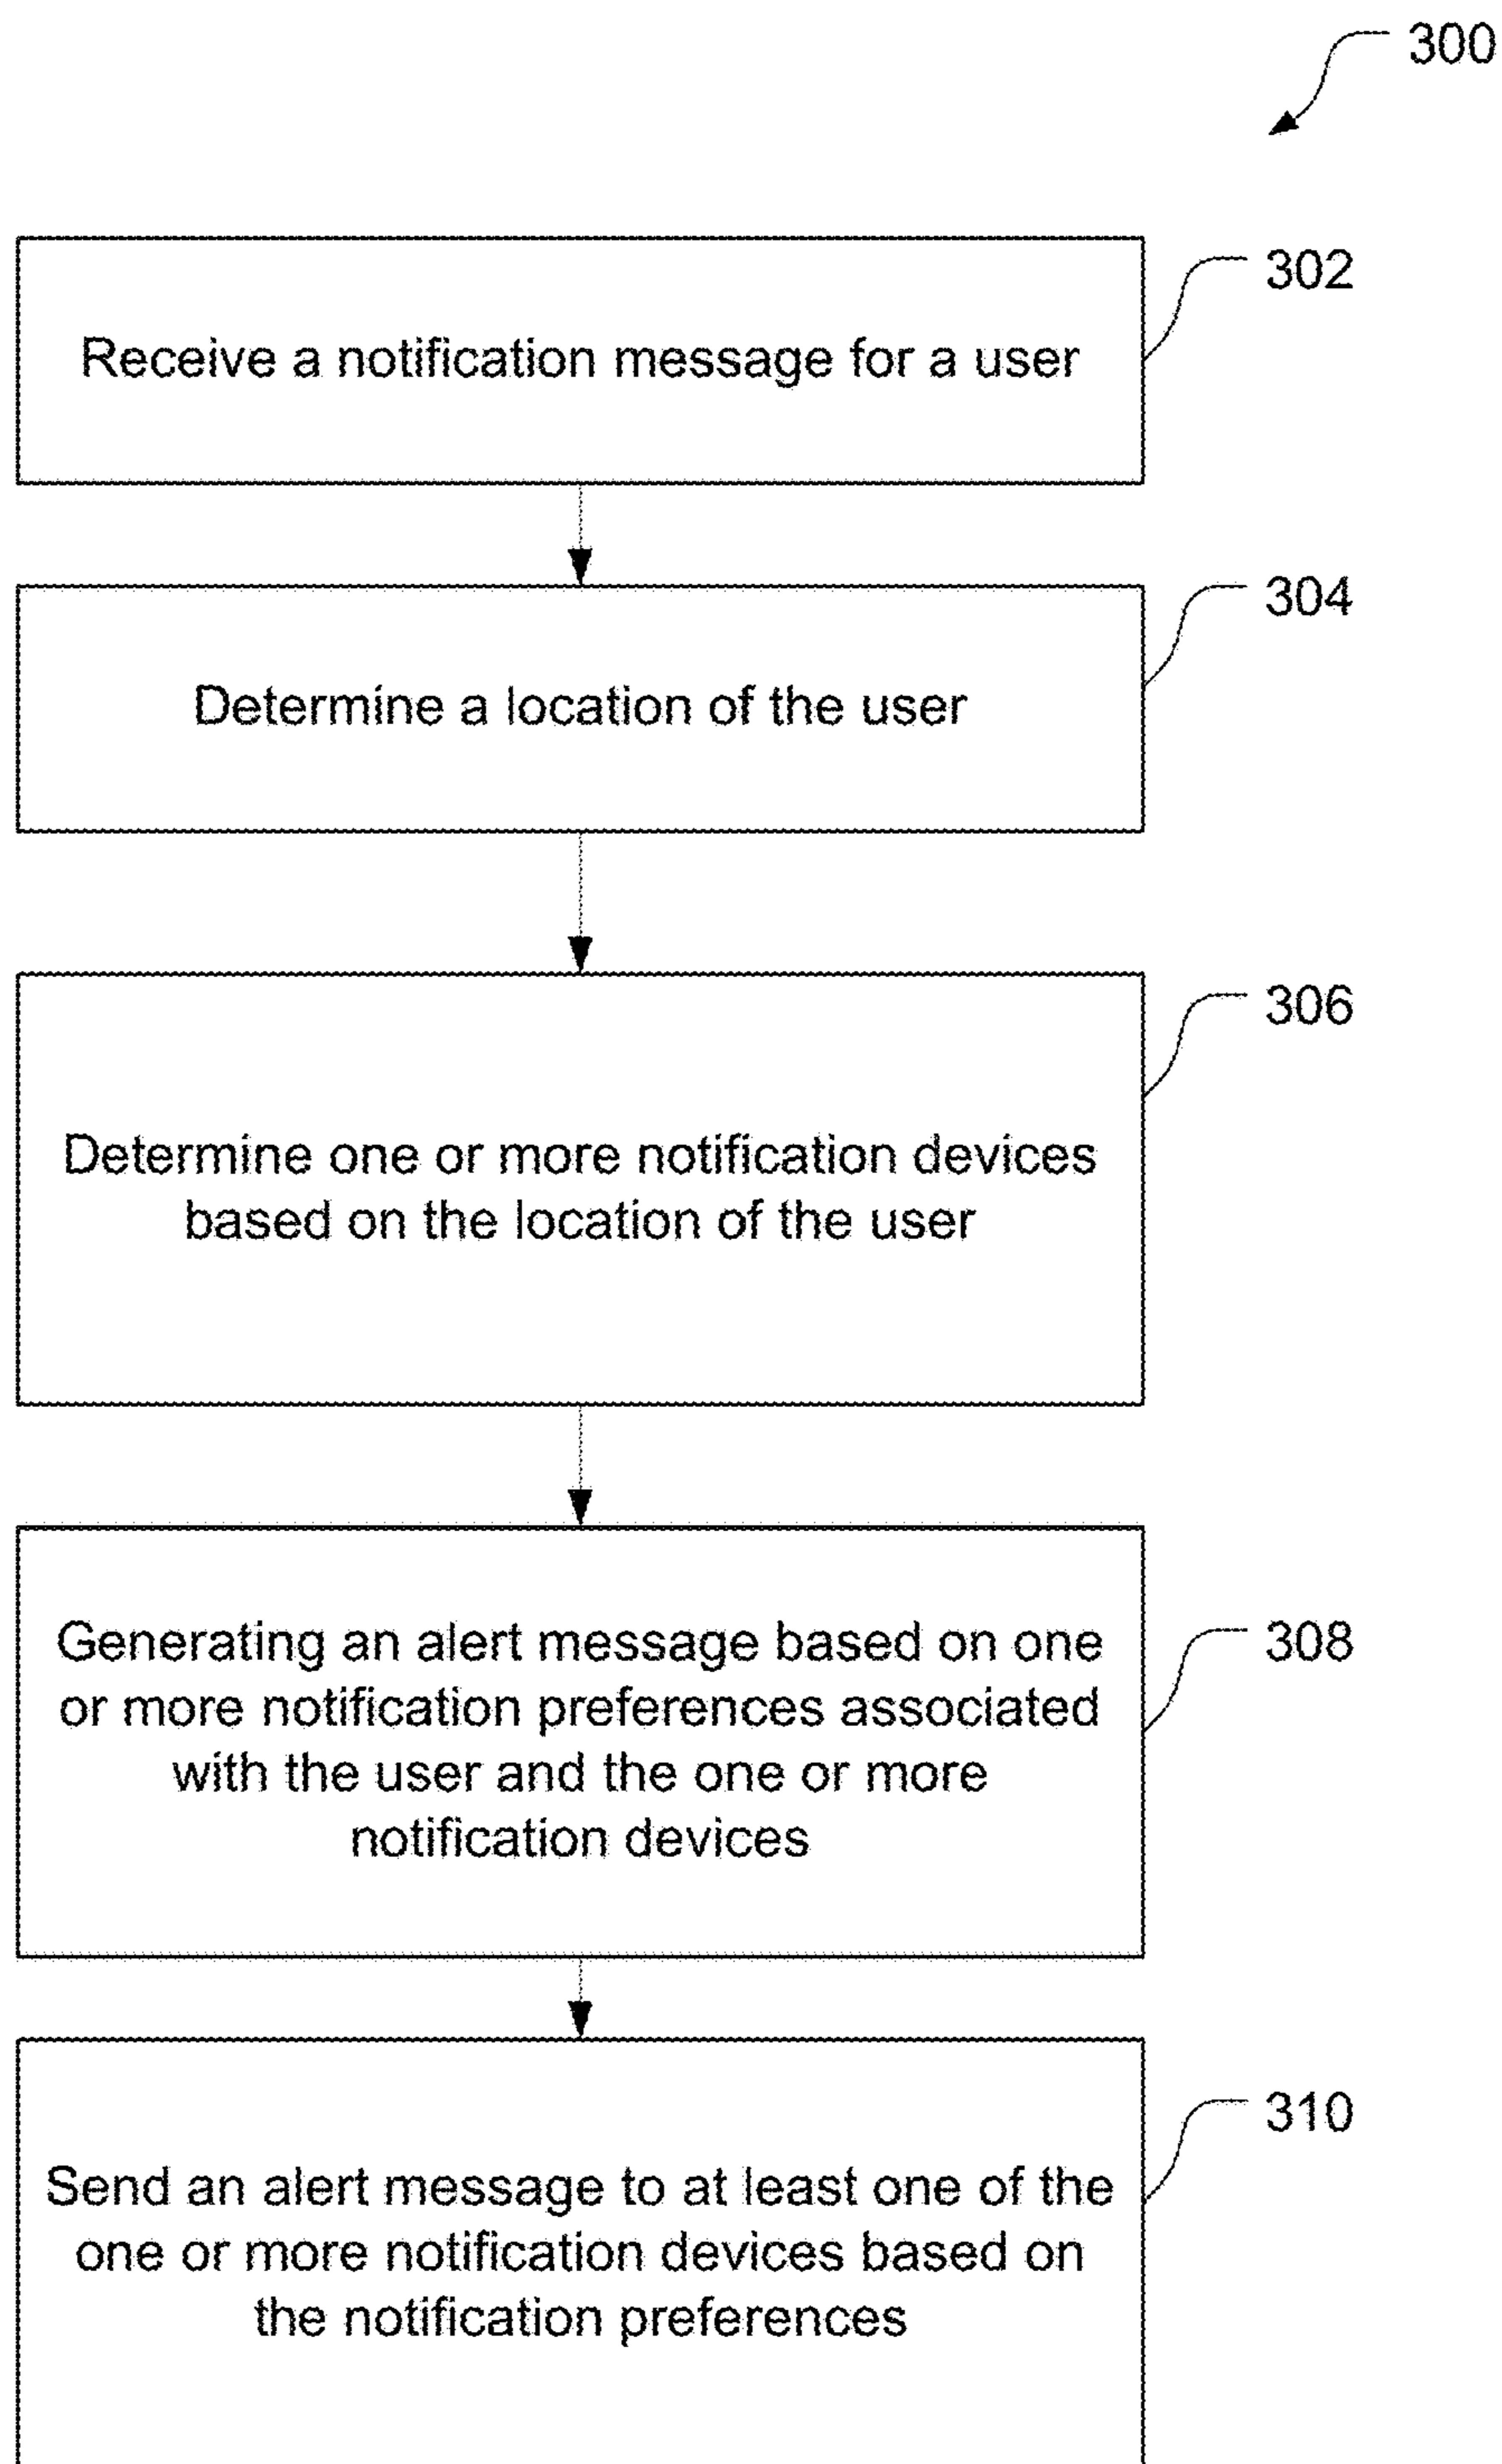 300
302
Receive a notification message for a user
304
Determine a location of the user
306
Determine one or more notification devices
based on the location of the user
308
Generating an alert message based on one
or more notification preferences associated
with the user and the one or more
notification devices
310
Send an alert message to at least one of the
one or more notification devices based on
the notification preferences